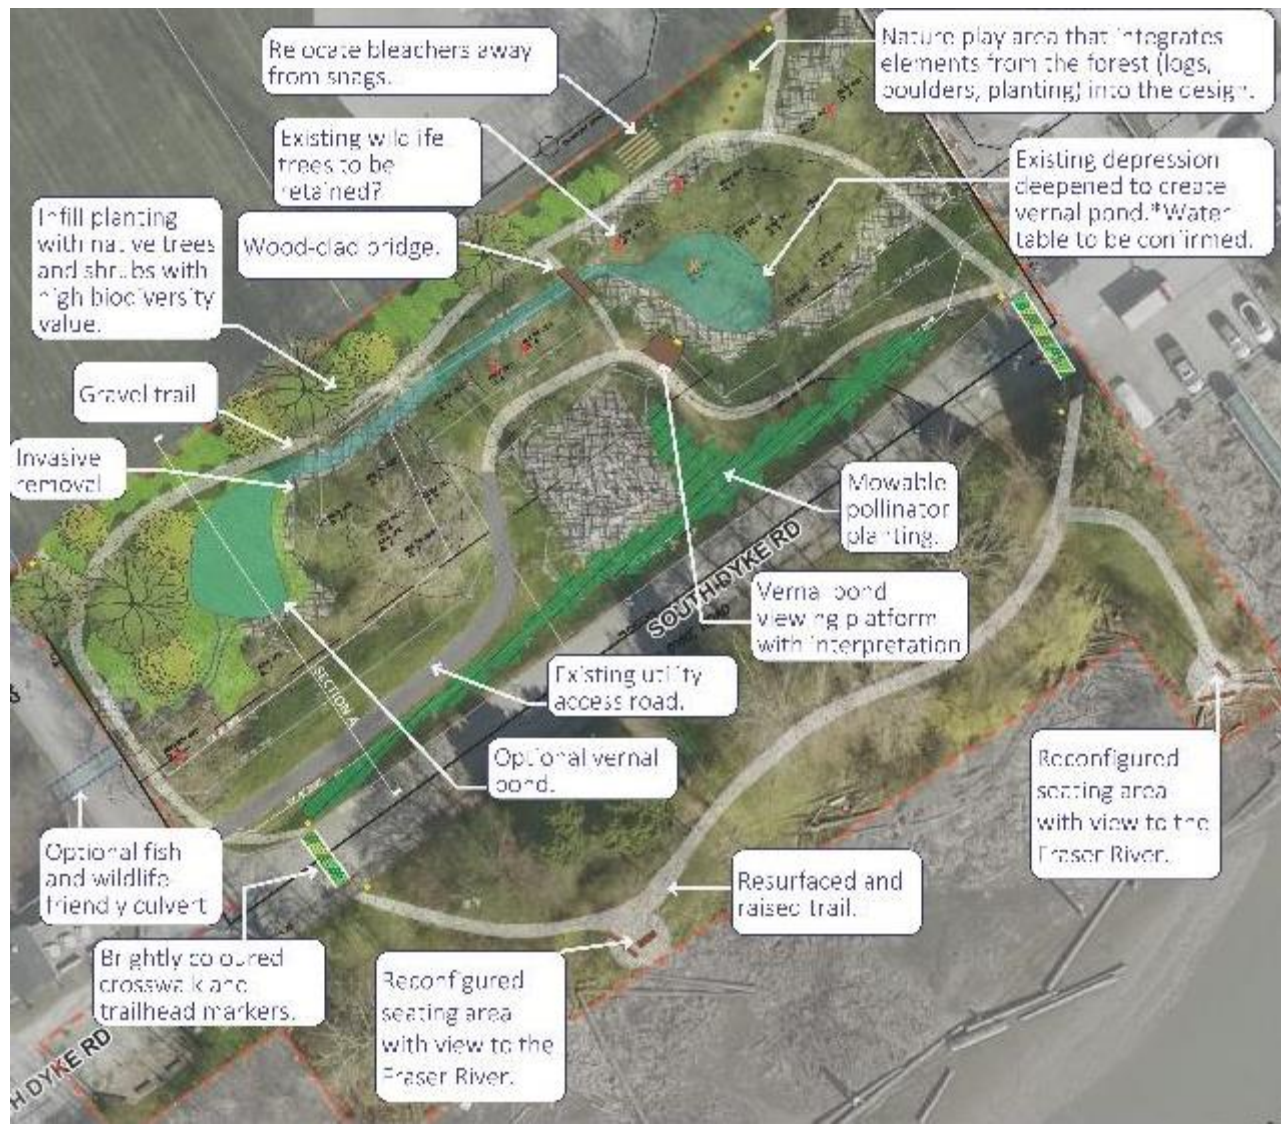 Relocate bleachers away
from snags.
Nature play area that integrates
elements from the forest (logs,
boulders, planting) into the design.
Existing wildlife
trees to be
retained?
Existing depression
deepened to create
vernal pond.*Water
table to be confirmed.
Infill planting
with native trees
and shrubs with
high biodiversity
value.
Wood-clad bridge.
Gravel trail
Invasive
removal
Mowable
pollinator
planting.
SOUTH DYKE RD
Vernal pond
viewing platform
with interpretation
SECTION A
Existing utility
access road.
Optional vernal
pond.
Reconfigured
seating area
with view to the
Fraser River.
Optional fish
and wildlife
friendly culvert
Resurfaced and
raised trail.
Brightly coloured
crosswalk and
trailhead markers.
Reconfigured
seating area
with view to the
Fraser River.
H DYKE RD